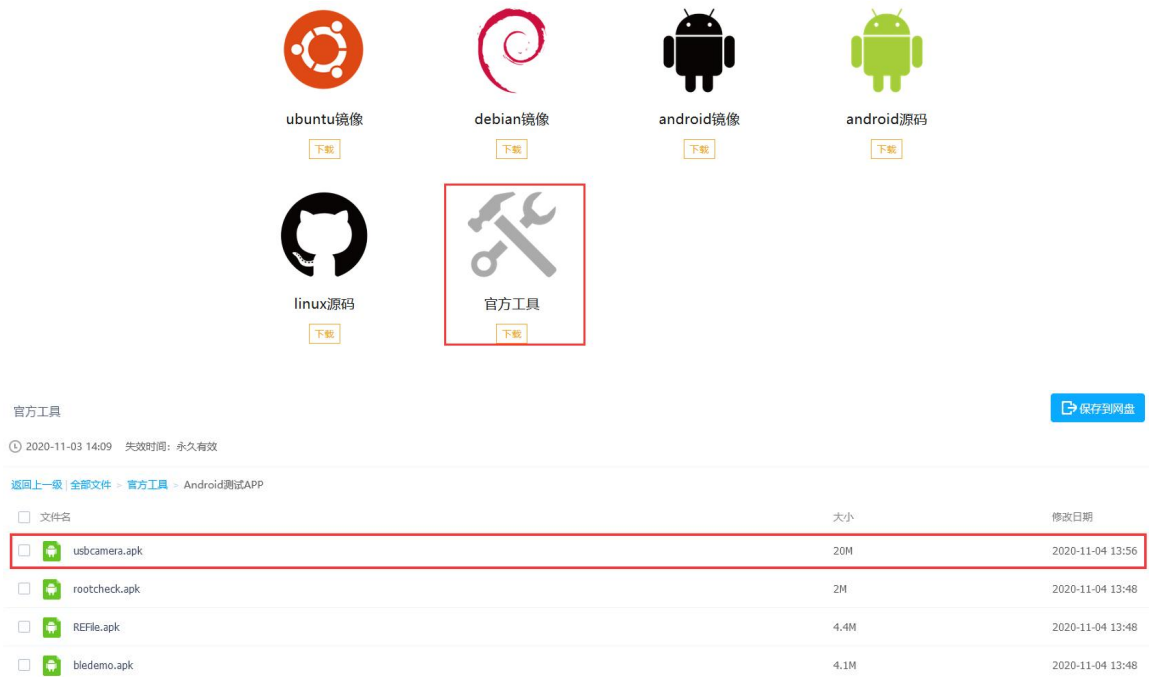 ubuntu镜像 debian镜像 android镜像 android源码
下载 下载 下载 下载
linux源码 官方工具
下载 下载
官方工具 保存到网盘
2020-11-03 14:09 失效时间：永久有效
返回上一级 | 全部文件 > 官方工具 > Android测试APP
文件名 大小 修改日期
usbcamera.apk 20M 2020-11-04 13:56
rootcheck.apk 2M 2020-11-04 13:48
REFile.apk 4.4M 2020-11-04 13:48
bledemo.apk 4.1M 2020-11-04 13:48